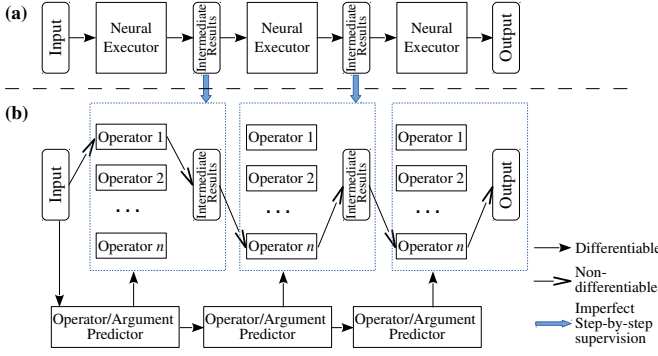 (a)
Input
Neural
Executor
Intermediate
Results
Neural
Executor
Intermediate
Results
Neural
Executor
Output
(b)
Input
Operator 1
Operator 2
...
Operator n
Intermediate
Results
Operator 1
Operator 2
...
Operator n
Intermediate
Results
Operator 1
Operator 2
...
Operator n
Output
Operator/Argument
Predictor
Operator/Argument
Predictor
Operator/Argument
Predictor
Differentiable
Non-
differentiable
Imperfect
Step-by-step
supervision